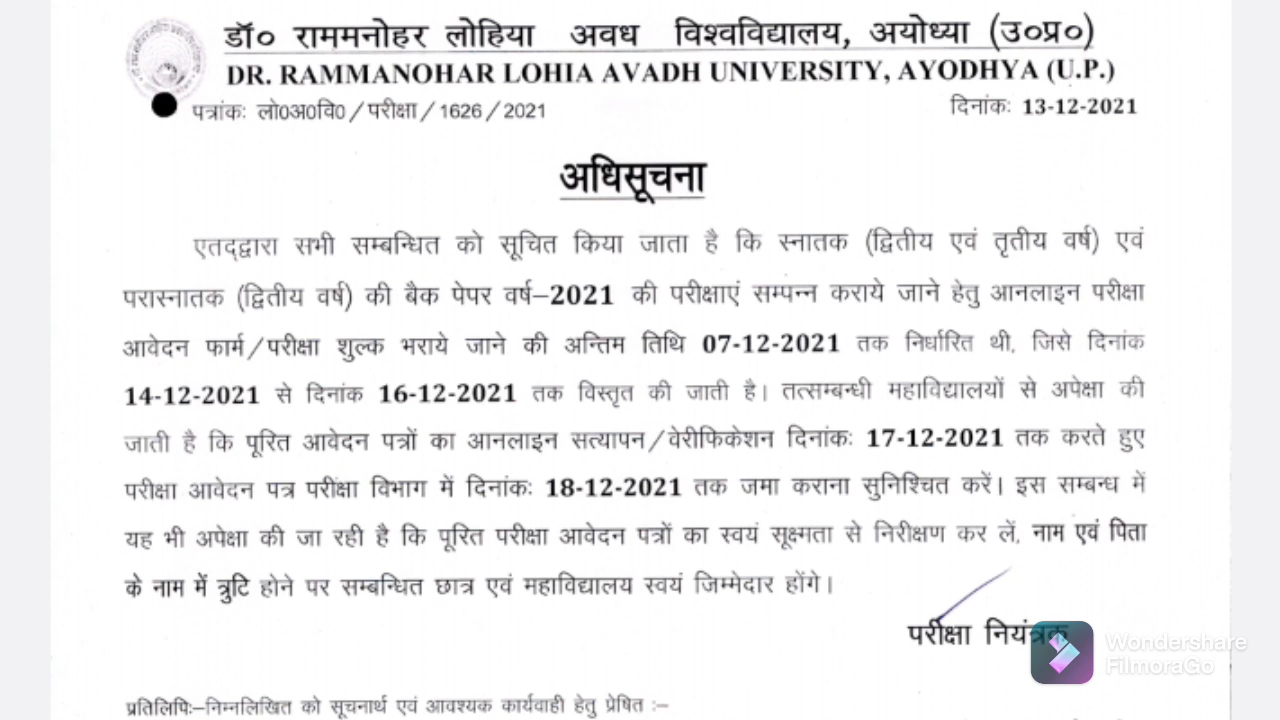 डॉ० राममनोहर लोहिया अवध विश्वविद्यालय, अयोध्या (उ०प्र०)
DR. RAMMANOHAR LOHIA AVADH UNIVERSITY, AYODHYA (U.P.)
पत्रांकः लो0अ0वि0/परीक्षा/1626/2021 दिनांकः 13-12-2021
अधिसूचना
एतद्द्वारा सभी सम्बन्धित को सूचित किया जाता है कि स्नातक (द्वितीय एवं तृतीय वर्ष) एवं
परास्नातक (द्वितीय वर्ष) की बैक पेपर वर्ष–2021 की परीक्षाएं सम्पन्न कराये जाने हेतु आनलाइन परीक्षा
आवेदन फार्म/परीक्षा शुल्क भराये जाने की अन्तिम तिथि 07-12-2021 तक निर्धारित थी, जिसे दिनांक
14-12-2021 से दिनांक 16-12-2021 तक विस्तृत की जाती है। तत्सम्बन्धी महाविद्यालयों से अपेक्षा की
जाती है कि पूरित आवेदन पत्रों का आनलाइन सत्यापन/वेरीफिकेशन दिनांकः 17-12-2021 तक करते हुए
परीक्षा आवेदन पत्र परीक्षा विभाग में दिनांकः 18-12-2021 तक जमा कराना सुनिश्चित करें। इस सम्बन्ध में
यह भी अपेक्षा की जा रही है कि पूरित परीक्षा आवेदन पत्रों का स्वयं सूक्ष्मता से निरीक्षण कर लें, नाम एवं पिता
के नाम में त्रुटि होने पर सम्बन्धित छात्र एवं महाविद्यालय स्वयं जिम्मेदार होंगे।
परीक्षा नियंत्रक
Wondershare
FilmoraGo
प्रतिलिपिः–निम्नलिखित को सूचनार्थ एवं आवश्यक कार्यवाही हेतु प्रेषित :–